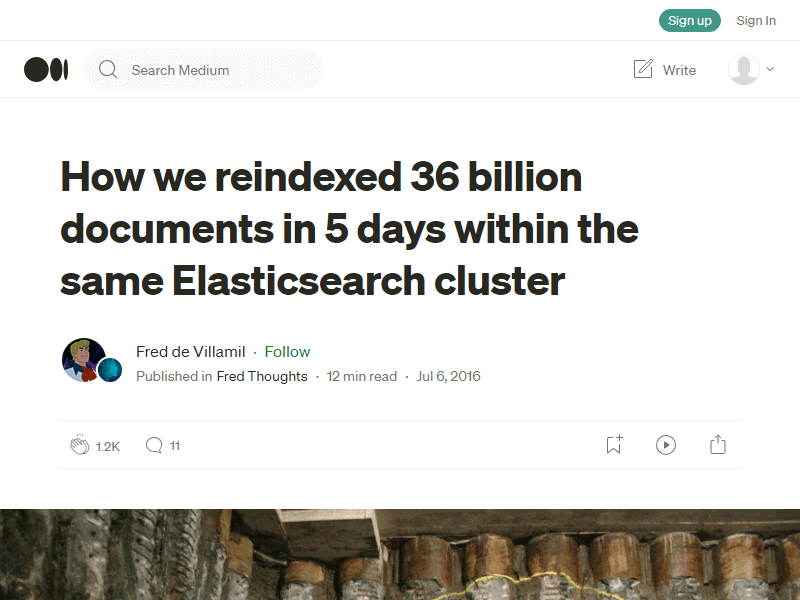 Sign up Sign In
Search Medium Write
How we reindexed 36 billion
documents in 5 days within the
same Elasticsearch cluster
Fred de Villamil · Follow
Published in Fred Thoughts · 12 min read · Jul 6, 2016
1.2K 11